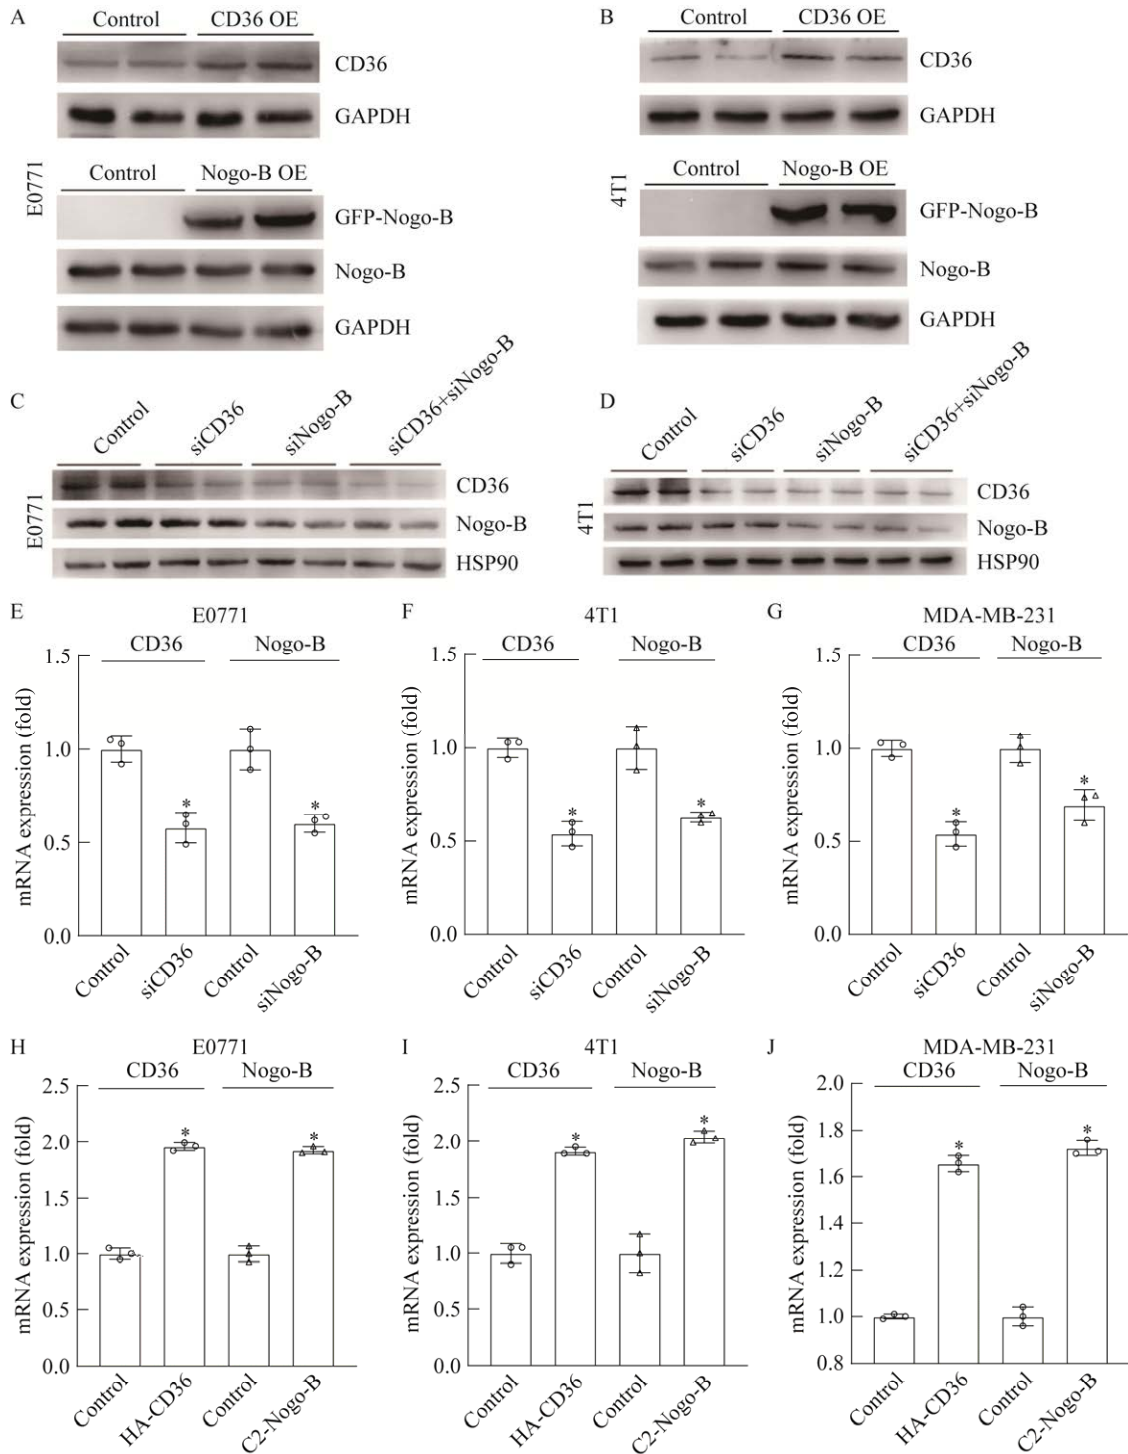 A
Control
CD36 OE
CD36
GAPDH
E0771
Control
Nogo-B OE
GFP-Nogo-B
Nogo-B
GAPDH
B
Control
CD36 OE
CD36
GAPDH
4T1
Control
Nogo-B OE
GFP-Nogo-B
Nogo-B
GAPDH
C
Control
siCD36
siNogo-B
siCD36+siNogo-B
E0771
CD36
Nogo-B
HSP90
D
Control
siCD36
siNogo-B
siCD36+siNogo-B
4T1
CD36
Nogo-B
HSP90
E
E0771
CD36
Nogo-B
mRNA expression (fold)
1.5
1.0
0.5
0.0
*
*
Control
siCD36
Control
siNogo-B
F
4T1
CD36
Nogo-B
mRNA expression (fold)
1.5
1.0
0.5
0.0
*
*
Control
siCD36
Control
siNogo-B
G
MDA-MB-231
CD36
Nogo-B
mRNA expression (fold)
1.5
1.0
0.5
0.0
*
*
Control
siCD36
Control
siNogo-B
H
E0771
CD36
Nogo-B
mRNA expression (fold)
2.5
2.0
1.5
1.0
0.5
0.0
*
*
Control
HA-CD36
Control
C2-Nogo-B
I
4T1
CD36
Nogo-B
mRNA expression (fold)
2.5
2.0
1.5
1.0
0.5
0.0
*
*
Control
HA-CD36
Control
C2-Nogo-B
J
MDA-MB-231
CD36
Nogo-B
mRNA expression (fold)
2.0
1.8
1.6
1.4
1.2
1.0
0.8
*
*
Control
HA-CD36
Control
C2-Nogo-B